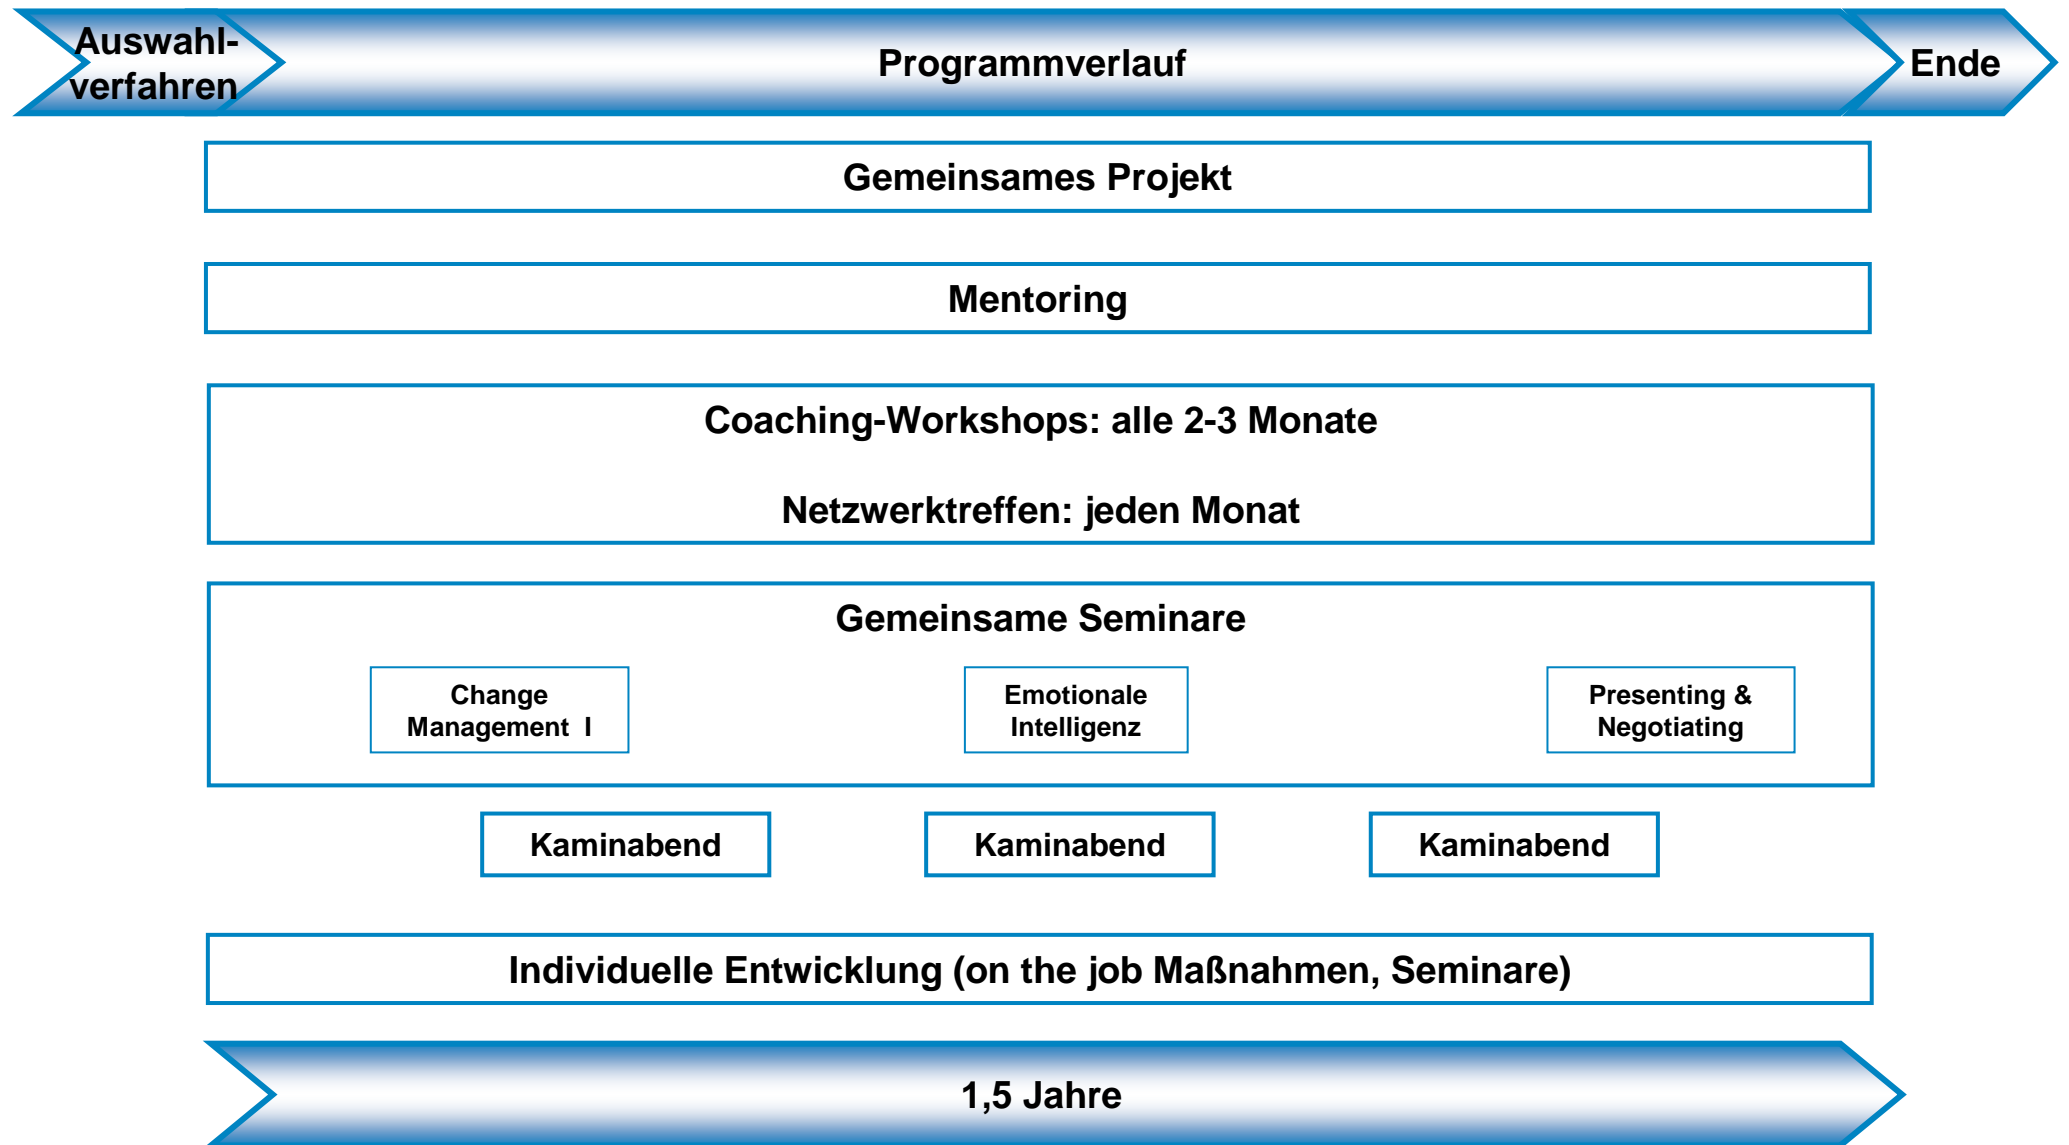 Auswahl-
verfahren
Programmverlauf
Ende
Gemeinsames Projekt
Mentoring
Coaching-Workshops: alle 2-3 Monate
Netzwerktreffen: jeden Monat
Gemeinsame Seminare
Change
Management I
Emotionale
Intelligenz
Presenting &
Negotiating
Kaminabend
Kaminabend
Kaminabend
Individuelle Entwicklung (on the job Maßnahmen, Seminare)
1,5 Jahre